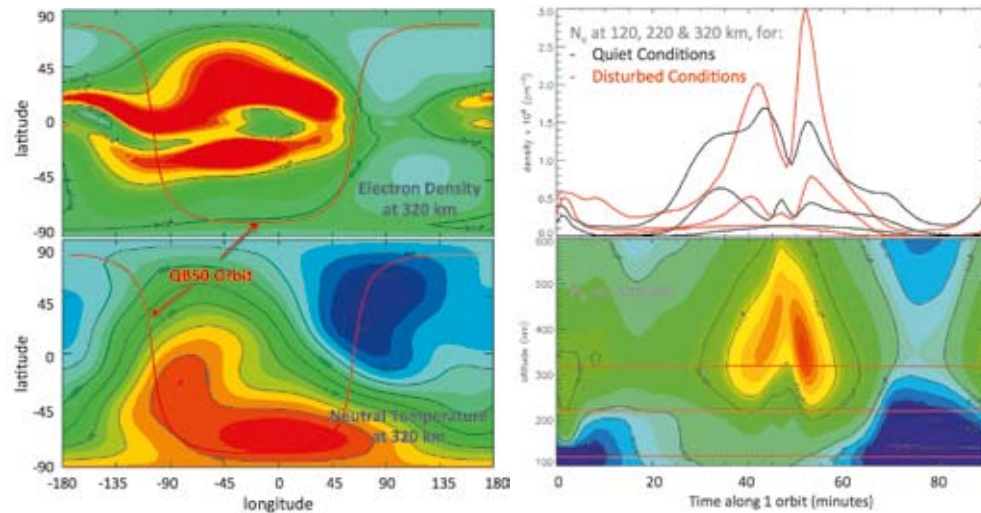 90
45
0
-45
-90
latitude
Electron Density
at 320 km
90
45
0
-45
-90
latitude
QB50 Orbit
Neutral Temperature
at 320 km
-180 -135 -90 -45 0 45 90 135 180
longitude
Nₑ at 120, 220 & 320 km, for:
- Quiet Conditions
- Disturbed Conditions
3.0
2.5
2.0
1.5
1.0
0.5
0.0
density × 10⁶ (cm⁻³)
600
500
400
300
200
100
altitude (km)
0 20 40 60 80
Time along 1 orbit (minutes)